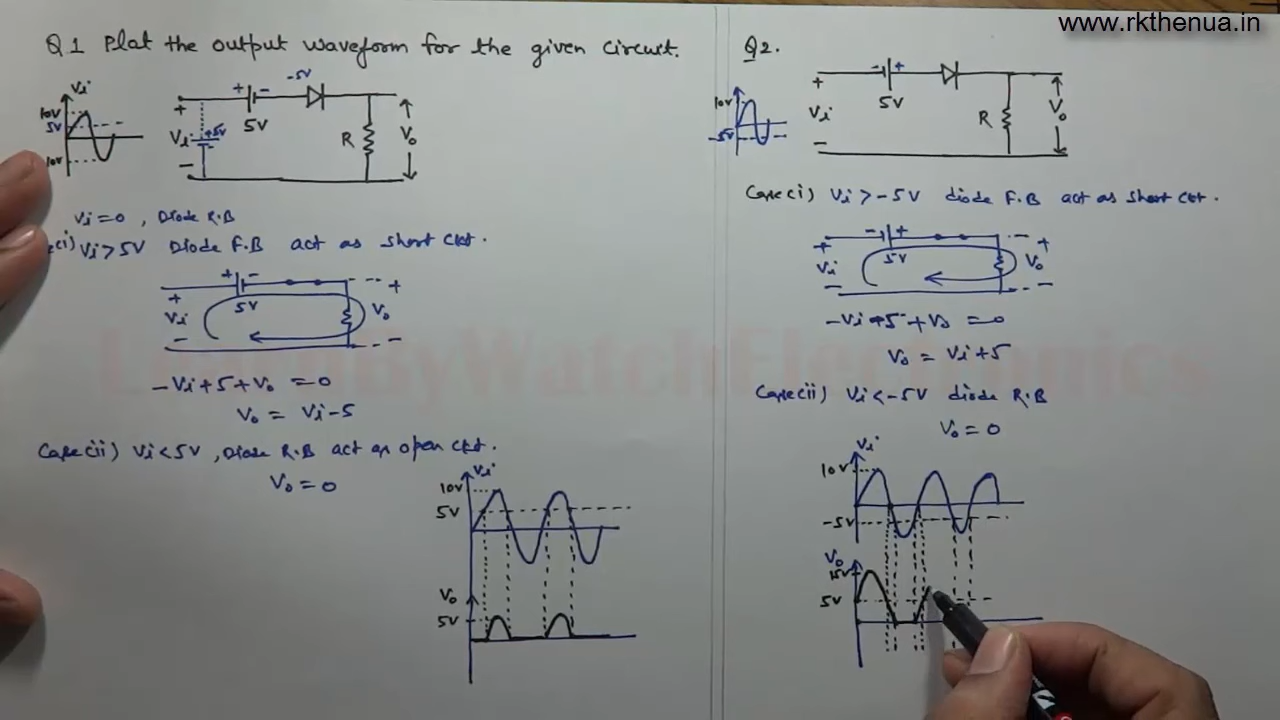 www.rkthenua.in
Q1 Plat the output waveform for the given circuit.
Vi
10V
5V
10V
+ - -5V
5V
+
Vi
+5V
-
-
R
Vo
Vi=0, Diode R.B
Vi>5V Diode F.B act as short ckt.
+ -
5V
+
Vi
-
+
Vo
-
-Vi+5+Vo =0
Vo = Vi-5
Case(ii) Vi<5V, Diode R.B act an open ckt.
Vo=0
Vi
10V
5V
Vo
5V
Q2.
10V
-5V
- +
5V
+
Vi
-
R
Vo
Case(i) Vi>-5V diode F.B act as short ckt.
- +
5V
+
Vi
-
+
Vo
-
-Vi-5+Vo =0
Vo = Vi+5
Case(ii) Vi<-5V diode R.B
Vo=0
Vi
10V
-5V
Vo
15V
5V